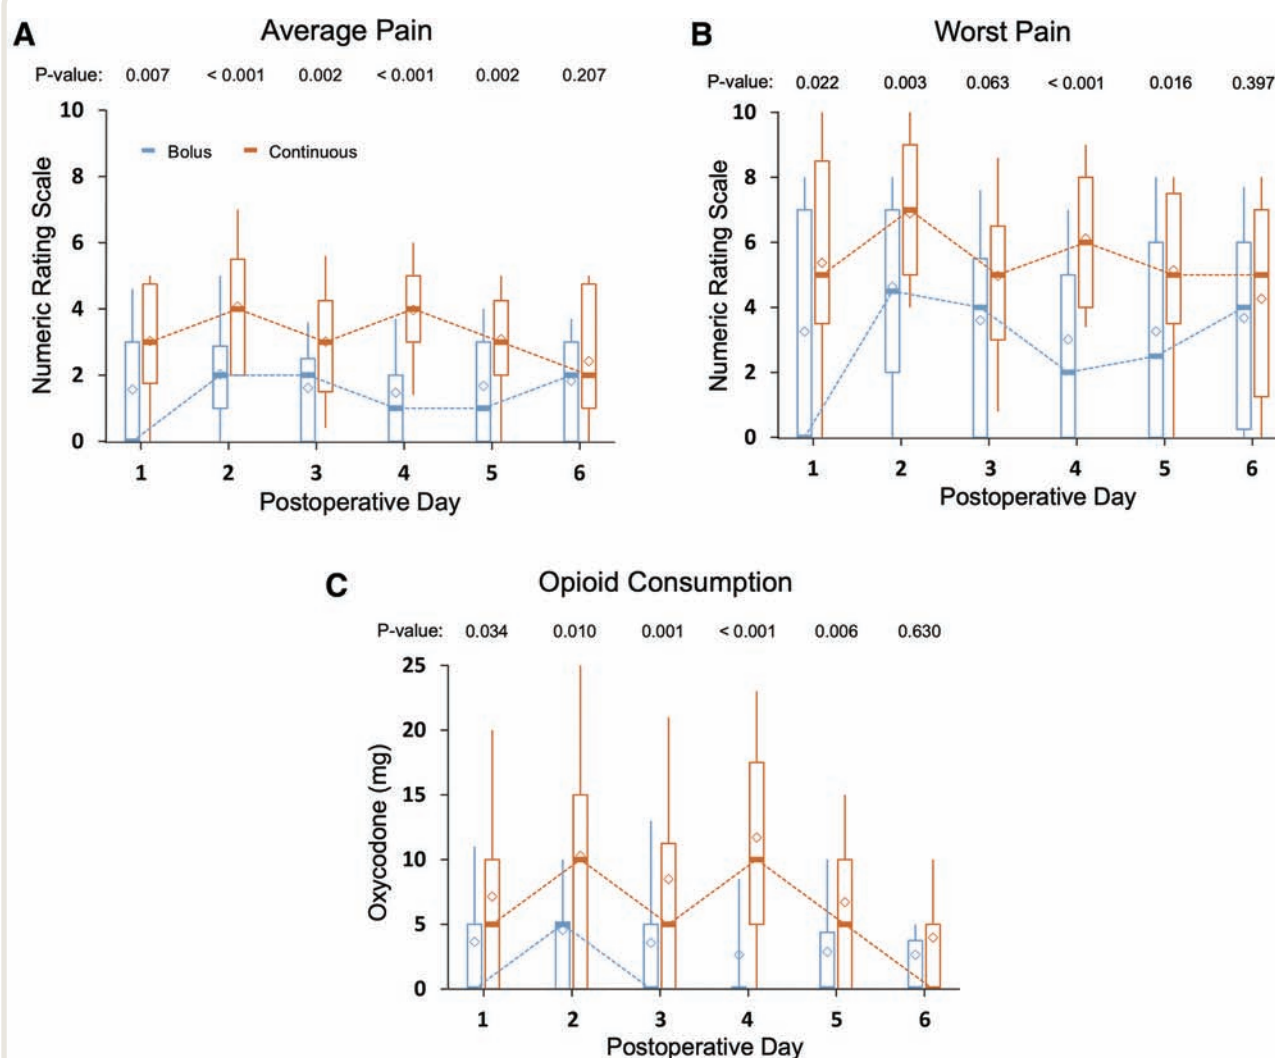 A
Average Pain
P-value: 0.007 < 0.001 0.002 < 0.001 0.002 0.207
Numeric Rating Scale
10
8
6
4
2
0
Bolus Continuous
1 2 3 4 5 6
Postoperative Day
B
Worst Pain
P-value: 0.022 0.003 0.063 < 0.001 0.016 0.397
Numeric Rating Scale
10
8
6
4
2
0
1 2 3 4 5 6
Postoperative Day
C
Opioid Consumption
P-value: 0.034 0.010 0.001 < 0.001 0.006 0.630
Oxycodone (mg)
25
20
15
10
5
0
1 2 3 4 5 6
Postoperative Day